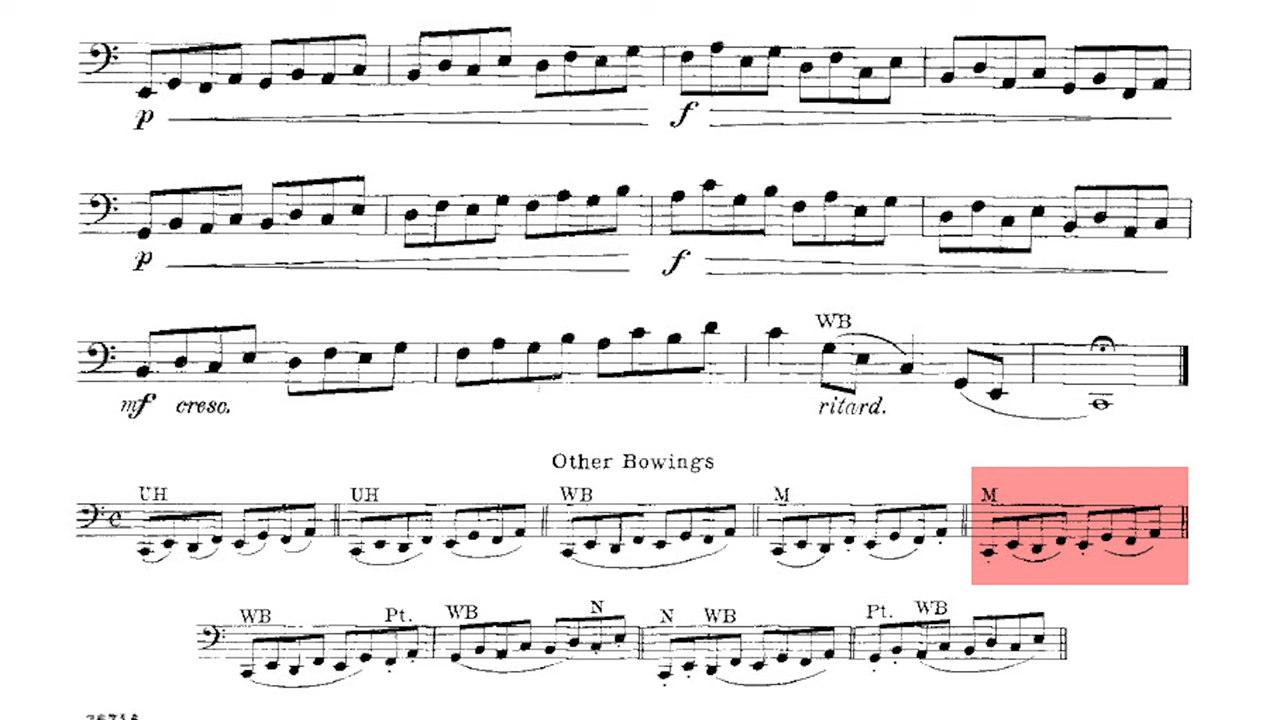 p f
p f
WB
mf cresc. ritard.
Other Bowings
UH UH WB M M
WB Pt. WB N N WB Pt. WB